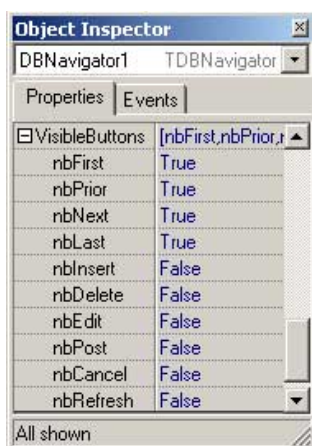 Object Inspector
DBNavigator1 TDBNavigator
Properties Events
VisibleButtons [nbFirst,nbPrior,r
nbFirst True
nbPrior True
nbNext True
nbLast True
nbInsert False
nbDelete False
nbEdit False
nbPost False
nbCancel False
nbRefresh False
All shown